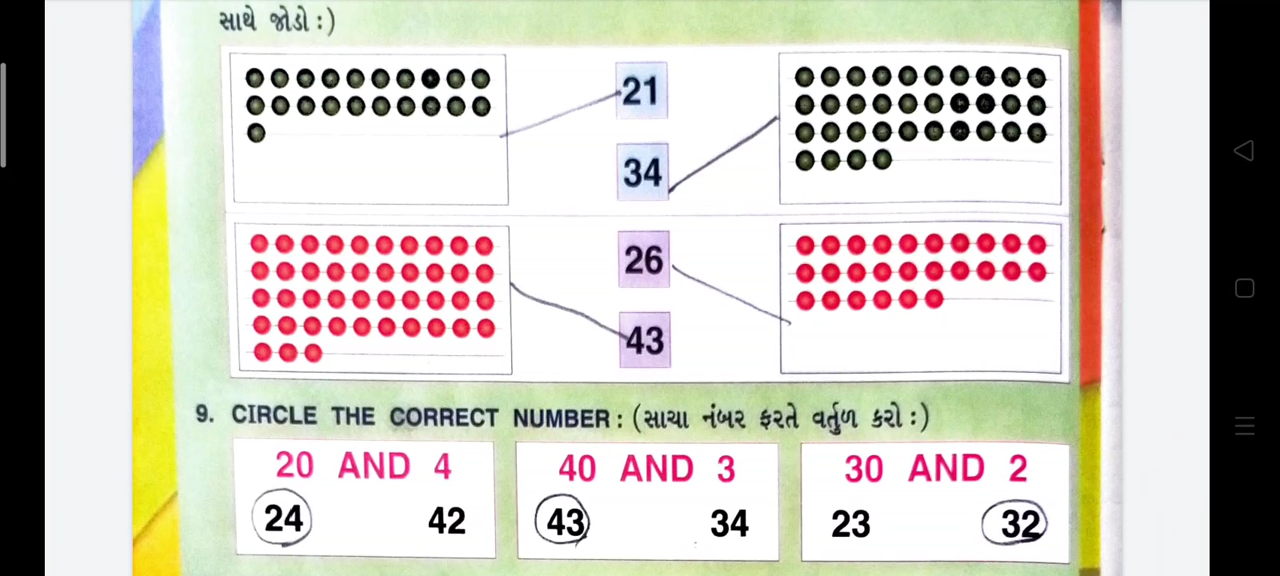 સાથે જોડો :)
21
34
26
43
9. CIRCLE THE CORRECT NUMBER : (સાચા નંબર ફરતે વર્તુળ કરો :)
20 AND 4
24 42
40 AND 3
43 34
30 AND 2
23 32